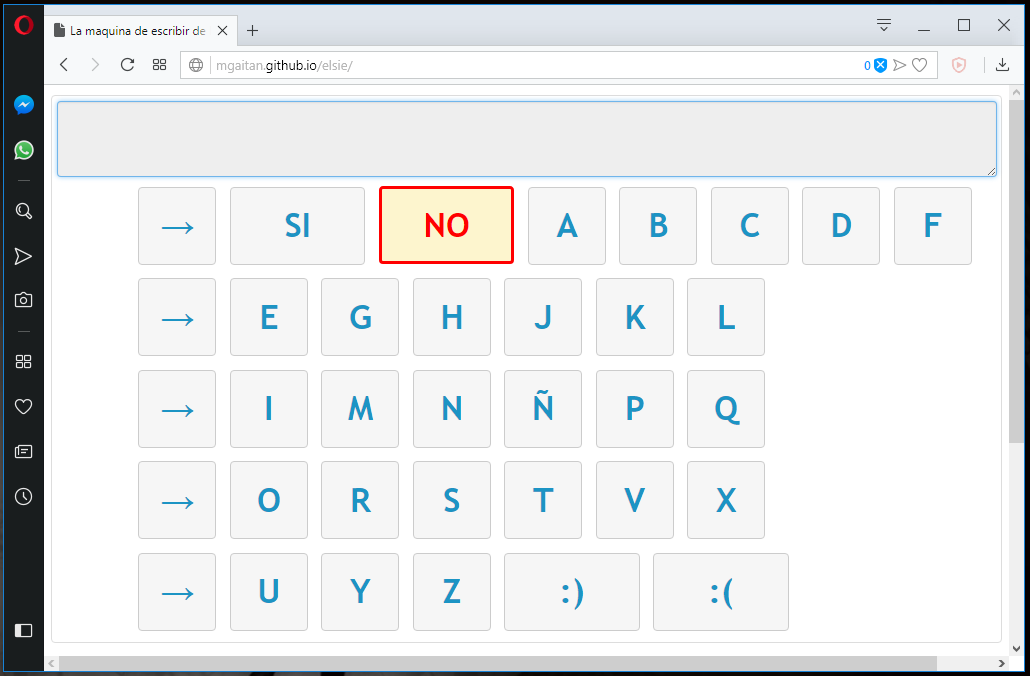 La maquina de escribir de
mgaitan.github.io/elsie/
0
→ SI NO A B C D F
→ E G H J K L
→ I M N Ñ P Q
→ O R S T V X
→ U Y Z :) :(